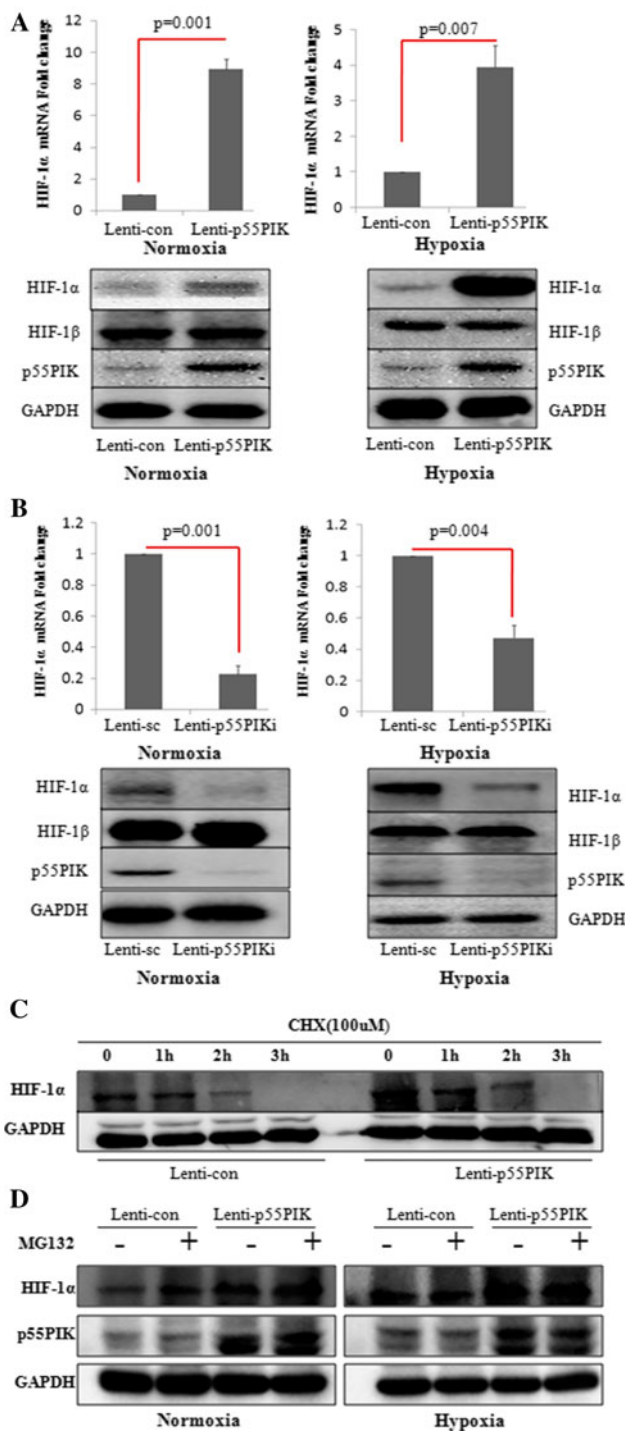 A
p=0.001
p=0.007
HIF-1α mRNA Fold change
12
10
8
6
4
2
0
HIF-1α mRNA Fold change
5
4
3
2
1
0
Lenti-con Lenti-p55PIK
Normoxia
Lenti-con Lenti-p55PIK
Hypoxia
HIF-1α
HIF-1β
p55PIK
GAPDH
Lenti-con Lenti-p55PIK
Normoxia
HIF-1α
HIF-1β
p55PIK
GAPDH
Lenti-con Lenti-p55PIK
Hypoxia
B
p=0.001
p=0.004
HIF-1α mRNA Fold change
1.2
1
0.8
0.6
0.4
0.2
0
HIF-1α mRNA Fold change
1.2
1
0.8
0.6
0.4
0.2
0
Lenti-sc Lenti-p55PIKi
Normoxia
Lenti-sc Lenti-p55PIKi
Hypoxia
HIF-1α
HIF-1β
p55PIK
GAPDH
Lenti-sc Lenti-p55PIKi
Normoxia
HIF-1α
HIF-1β
p55PIK
GAPDH
Lenti-sc Lenti-p55PIKi
Hypoxia
C
CHX(100uM)
0 1h 2h 3h 0 1h 2h 3h
HIF-1α
GAPDH
Lenti-con Lenti-p55PIK
D
Lenti-con Lenti-p55PIK Lenti-con Lenti-p55PIK
MG132 - + - + - + - +
HIF-1α
p55PIK
GAPDH
Normoxia Hypoxia